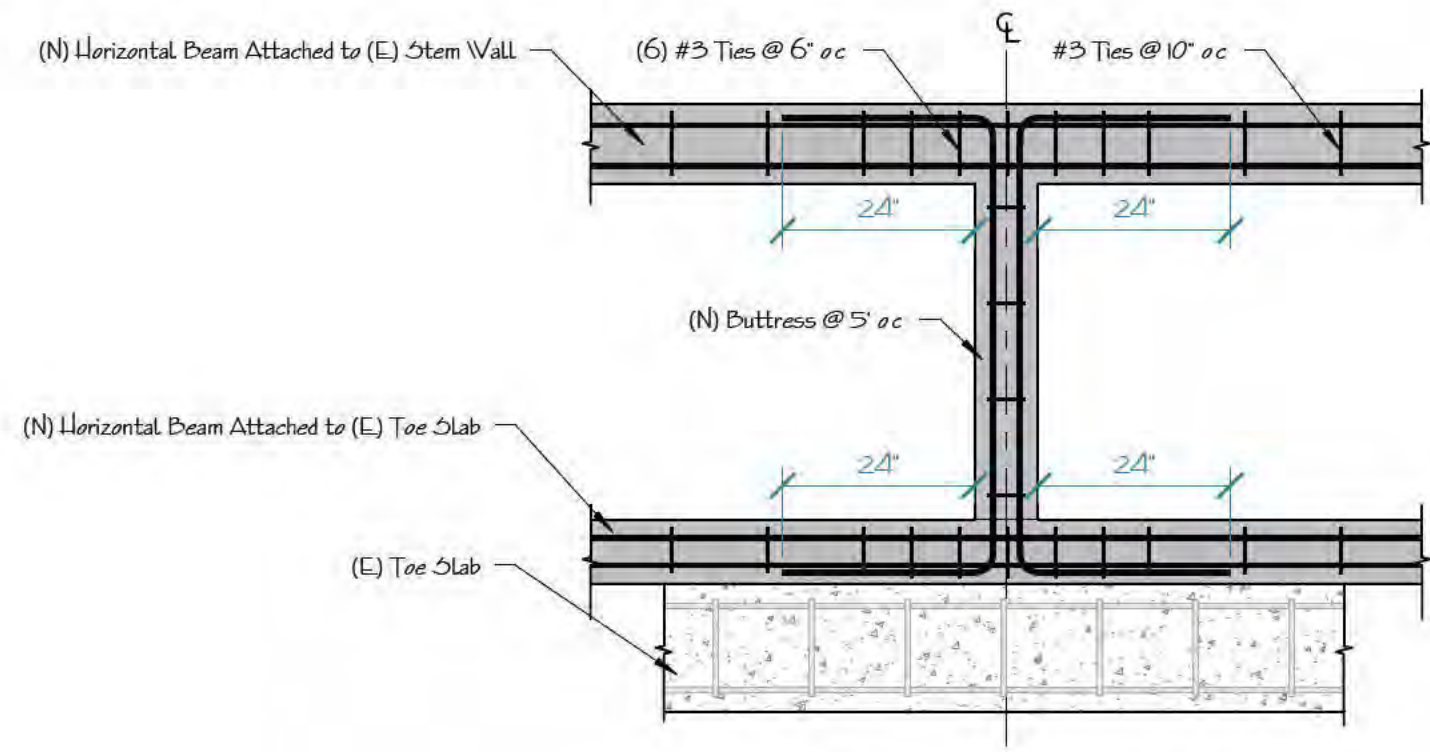 ℄
(N) Horizontal Beam Attached to (E) Stem Wall
(6) #3 Ties @ 6" oc
#3 Ties @ 10" oc
24"
24"
(N) Buttress @ 5' oc
(N) Horizontal Beam Attached to (E) Toe Slab
24"
24"
(E) Toe Slab